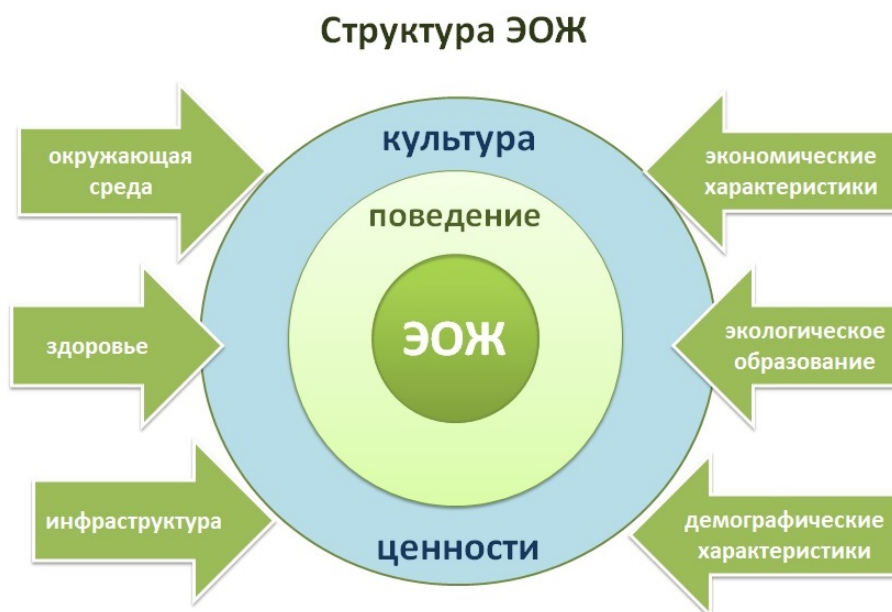 Структура ЭОЖ
культура
поведение
ЭОЖ
ценности
окружающая
среда
здоровье
инфраструктура
экономические
характеристики
экологическое
образование
демографические
характеристики